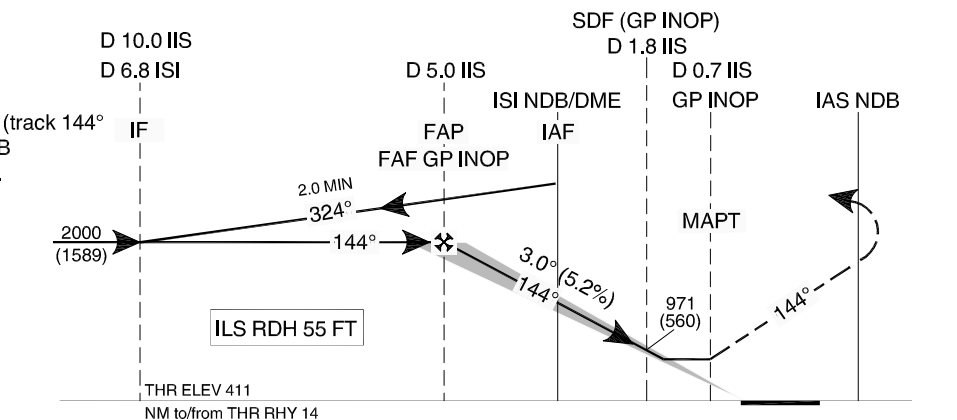 SDF (GP INOP)
D 10.0 IIS
D 1.8 IIS
D 6.8 ISI
D 5.0 IIS
D 0.7 IIS
ISI NDB/DME
GP INOP
IAS NDB
(track 144°
IF
FAP
IAF
B
FAF GP INOP
2.0 MIN
324°
MAPT
2000
(1589)
144°
3.0° (5.2%)
144°
971
(560)
144°
ILS RDH 55 FT
THR ELEV 411
NM to/from THR RHY 14